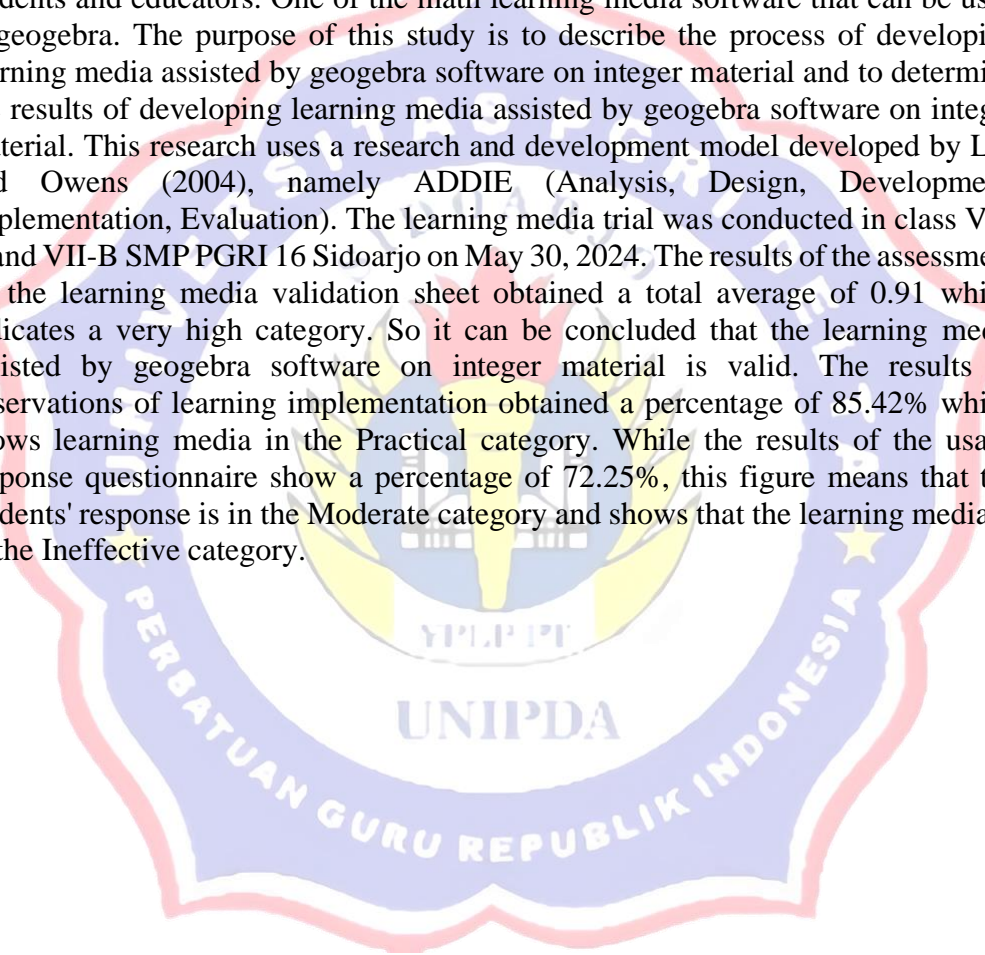 dents and educators. One of the math learning media software that can be us
geogebra. The purpose of this study is to describe the process of developi
rning media assisted by geogebra software on integer material and to determi
results of developing learning media assisted by geogebra software on integ
terial. This research uses a research and development model developed by L
d Owens (2004), namely ADDIE (Analysis, Design, Developme
plementation, Evaluation). The learning media trial was conducted in class V
and VII-B SMP PGRI 16 Sidoarjo on May 30, 2024. The results of the assessme
the learning media validation sheet obtained a total average of 0.91 whi
dicates a very high category. So it can be concluded that the learning med
isted by geogebra software on integer material is valid. The results
servations of learning implementation obtained a percentage of 85.42% whi
ows learning media in the Practical category. While the results of the usa
ponse questionnaire show a percentage of 72.25%, this figure means that t
dents' response is in the Moderate category and shows that the learning media
the Ineffective category.
UNIVERSITAS PGRI DELTA
SIDOARJO
YPLP PT
UNIPDA
PERSATUAN GURU REPUBLIK INDONESIA